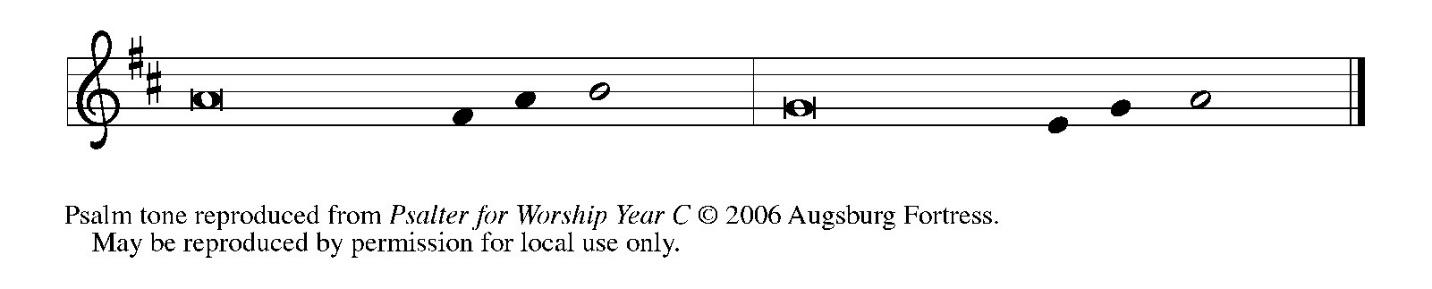 Psalm tone reproduced from Psalter for Worship Year C © 2006 Augsburg Fortress.
May be reproduced by permission for local use only.